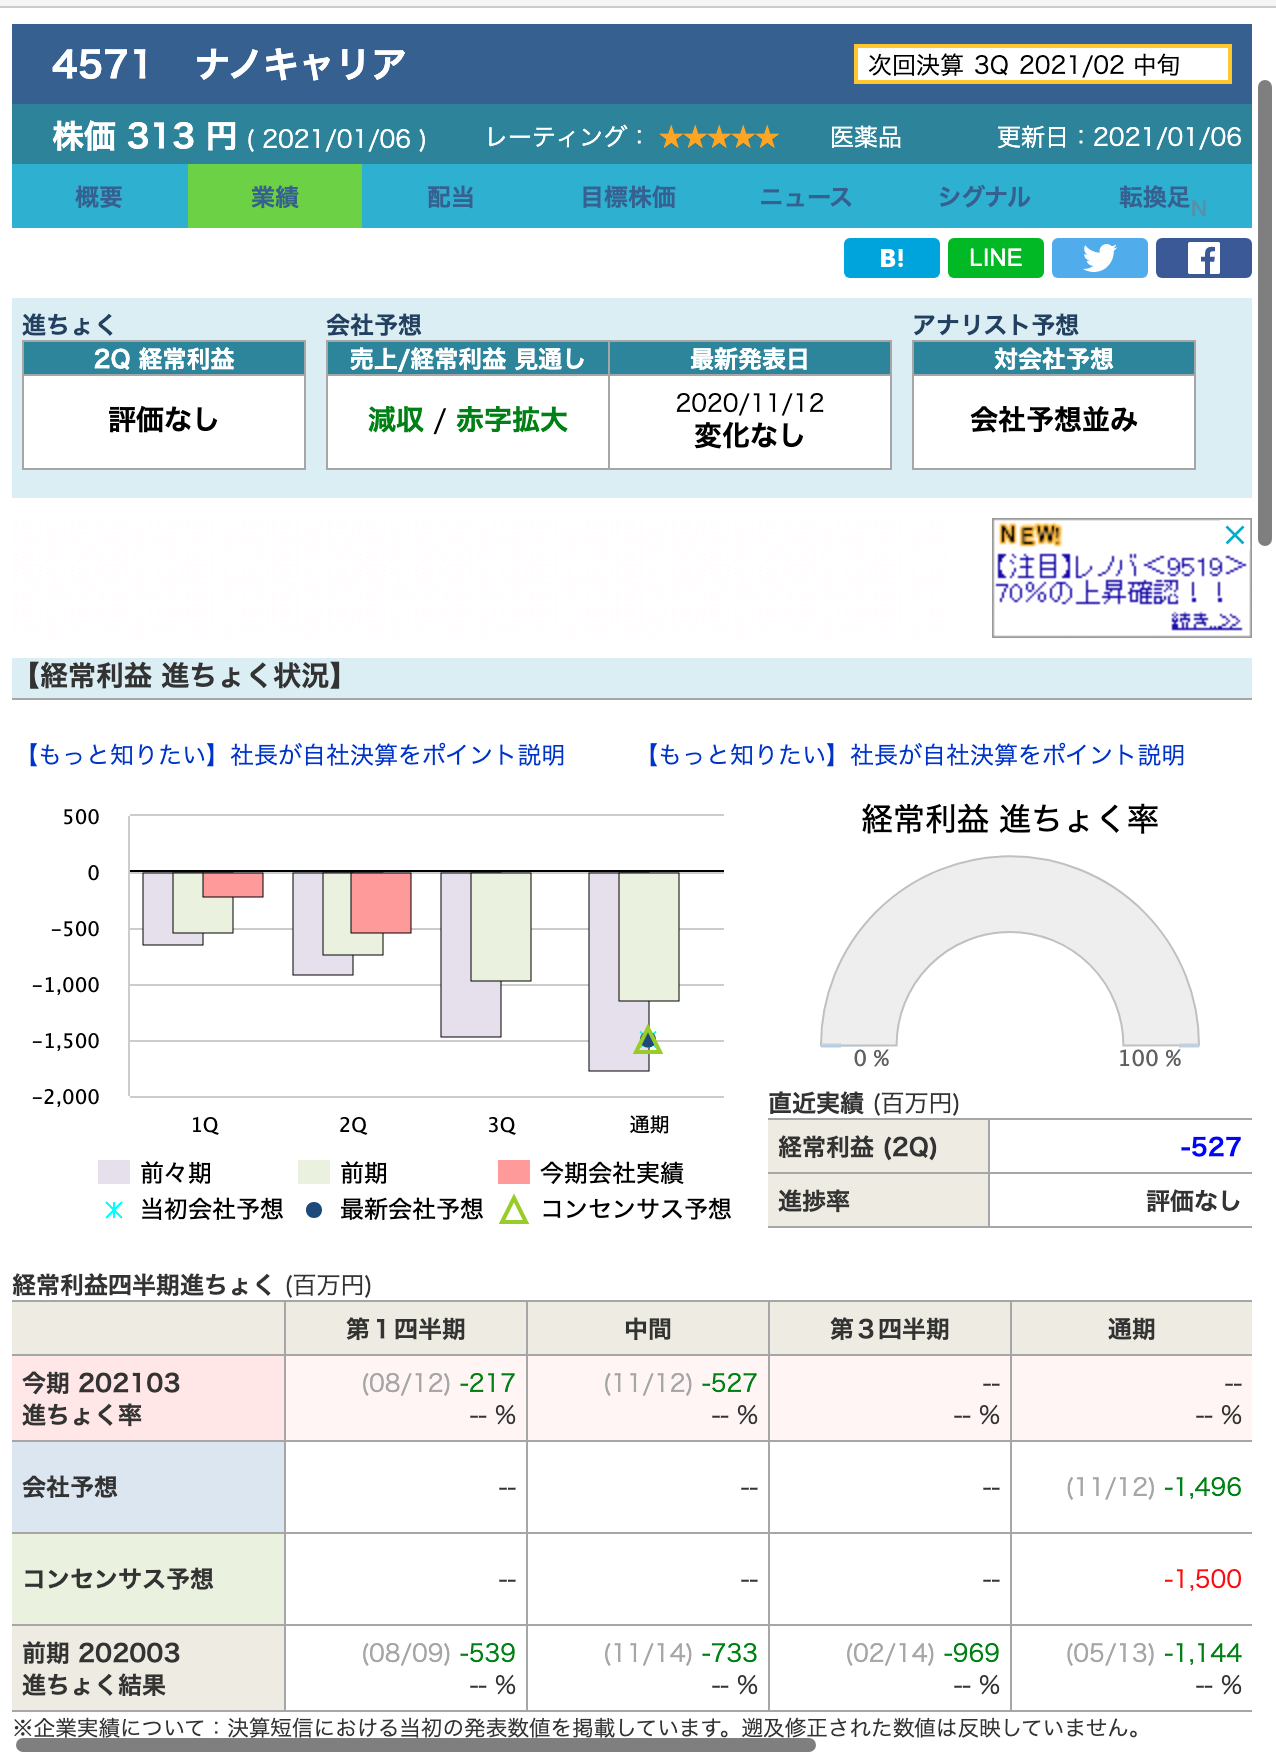 4571　ナノキャリア
次回決算 3Q 2021/02 中旬
株価 313 円 ( 2021/01/06 )　レーティング： ★★★★★　医薬品　更新日：2021/01/06
概要　業績　配当　目標株価　ニュース　シグナル　転換足N
B!　LINE
進ちょく　会社予想　アナリスト予想
2Q 経常利益　売上/経常利益 見通し　最新発表日　対会社予想
評価なし　減収 / 赤字拡大　2020/11/12　会社予想並み
変化なし
NEW!
【注目】レノバ<9519>
70%の上昇確認！！
続き..>>
【経常利益 進ちょく状況】
【もっと知りたい】社長が自社決算をポイント説明　【もっと知りたい】社長が自社決算をポイント説明
経常利益 進ちょく率
500
0
-500
-1,000
-1,500
-2,000
1Q　2Q　3Q　通期
0 %　100 %
前々期　前期　今期会社実績
当初会社予想　最新会社予想　コンセンサス予想
直近実績 (百万円)
経常利益 (2Q)　-527
進捗率　評価なし
経常利益四半期進ちょく (百万円)
第１四半期　中間　第３四半期　通期
今期 202103　(08/12) -217　(11/12) -527　--　--
進ちょく率　-- %　-- %　-- %　-- %
会社予想　--　--　--　(11/12) -1,496
コンセンサス予想　--　--　--　-1,500
前期 202003　(08/09) -539　(11/14) -733　(02/14) -969　(05/13) -1,144
進ちょく結果　-- %　-- %　-- %　-- %
※企業実績について：決算短信における当初の発表数値を掲載しています。遡及修正された数値は反映していません。